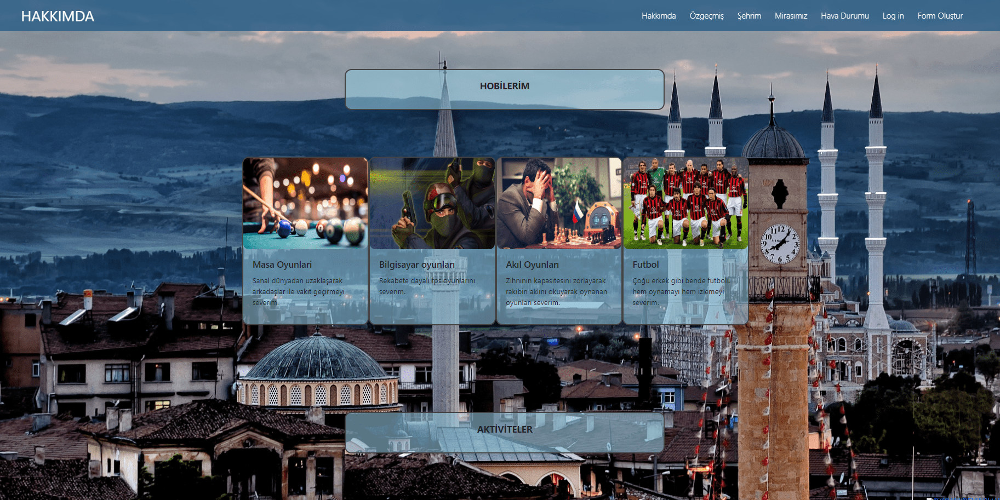 HAKKIMDA
Hakkımda Özgeçmiş Şehrim Mirasımız Hava Durumu Log in Form Oluştur
HOBİLERİM
Masa Oyunlari
Sanal dünyadan uzaklaşarak
arkadaşlar ile vakit geçirmeyi
severim.
Bilgisayar oyunları
Rekabete dayalı fps oyunlarını
severim.
Akıl Oyunları
Zihninin kapasitesini zorlayarak
rakibin aklını okuyarak oynanan
oyunları severim.
Futbol
Çoğu erkek gibi bende futbolu
hem oynamayı hem izlemeyi
severim.
AKTİVİTELER